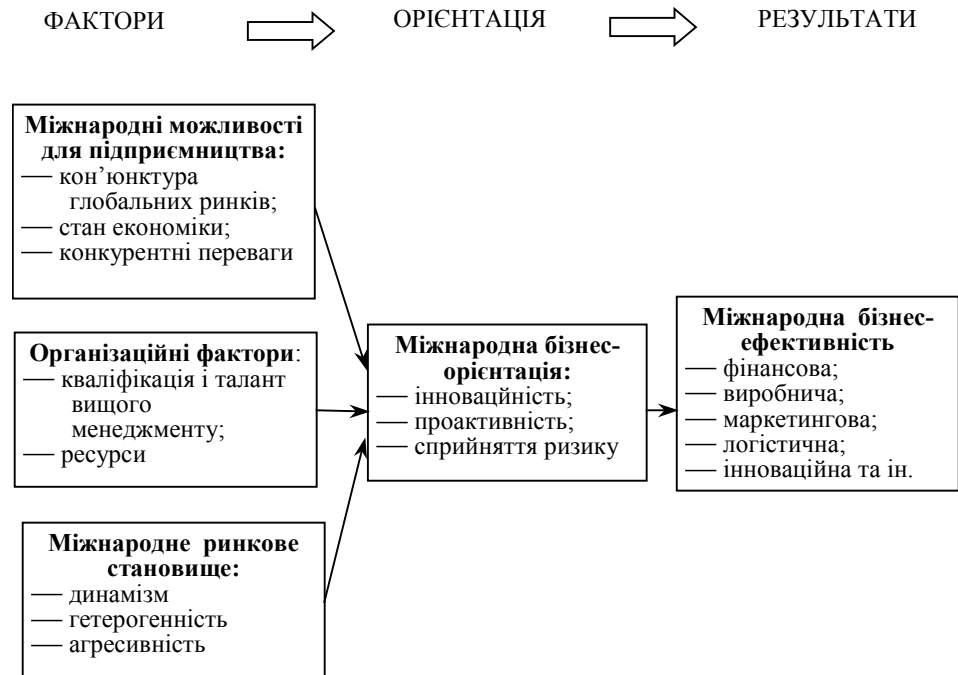 ФАКТОРИ
ОРІЄНТАЦІЯ
РЕЗУЛЬТАТИ
Міжнародні можливості
для підприємництва:
— кон’юнктура
глобальних ринків;
— стан економіки;
— конкурентні переваги
Організаційні фактори:
— кваліфікація і талант
вищого
менеджменту;
— ресурси
Міжнародне ринкове
становище:
— динамізм
— гетерогенність
— агресивність
Міжнародна бізнес-
орієнтація:
— інноваційність;
— проактивність;
— сприйняття ризику
Міжнародна бізнес-
ефективність
— фінансова;
— виробнича;
— маркетингова;
— логістична;
— інноваційна та ін.